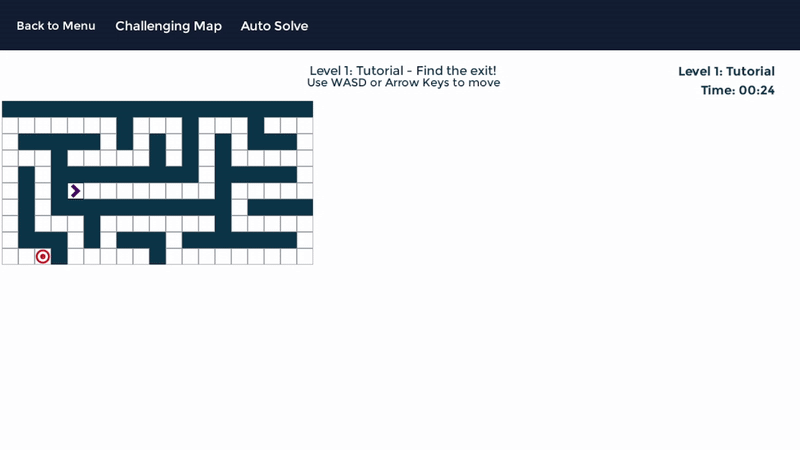 Back to Menu
Challenging Map
Auto Solve
Level 1: Tutorial - Find the exit!
Use WASD or Arrow Keys to move
Level 1: Tutorial
Time: 00:24